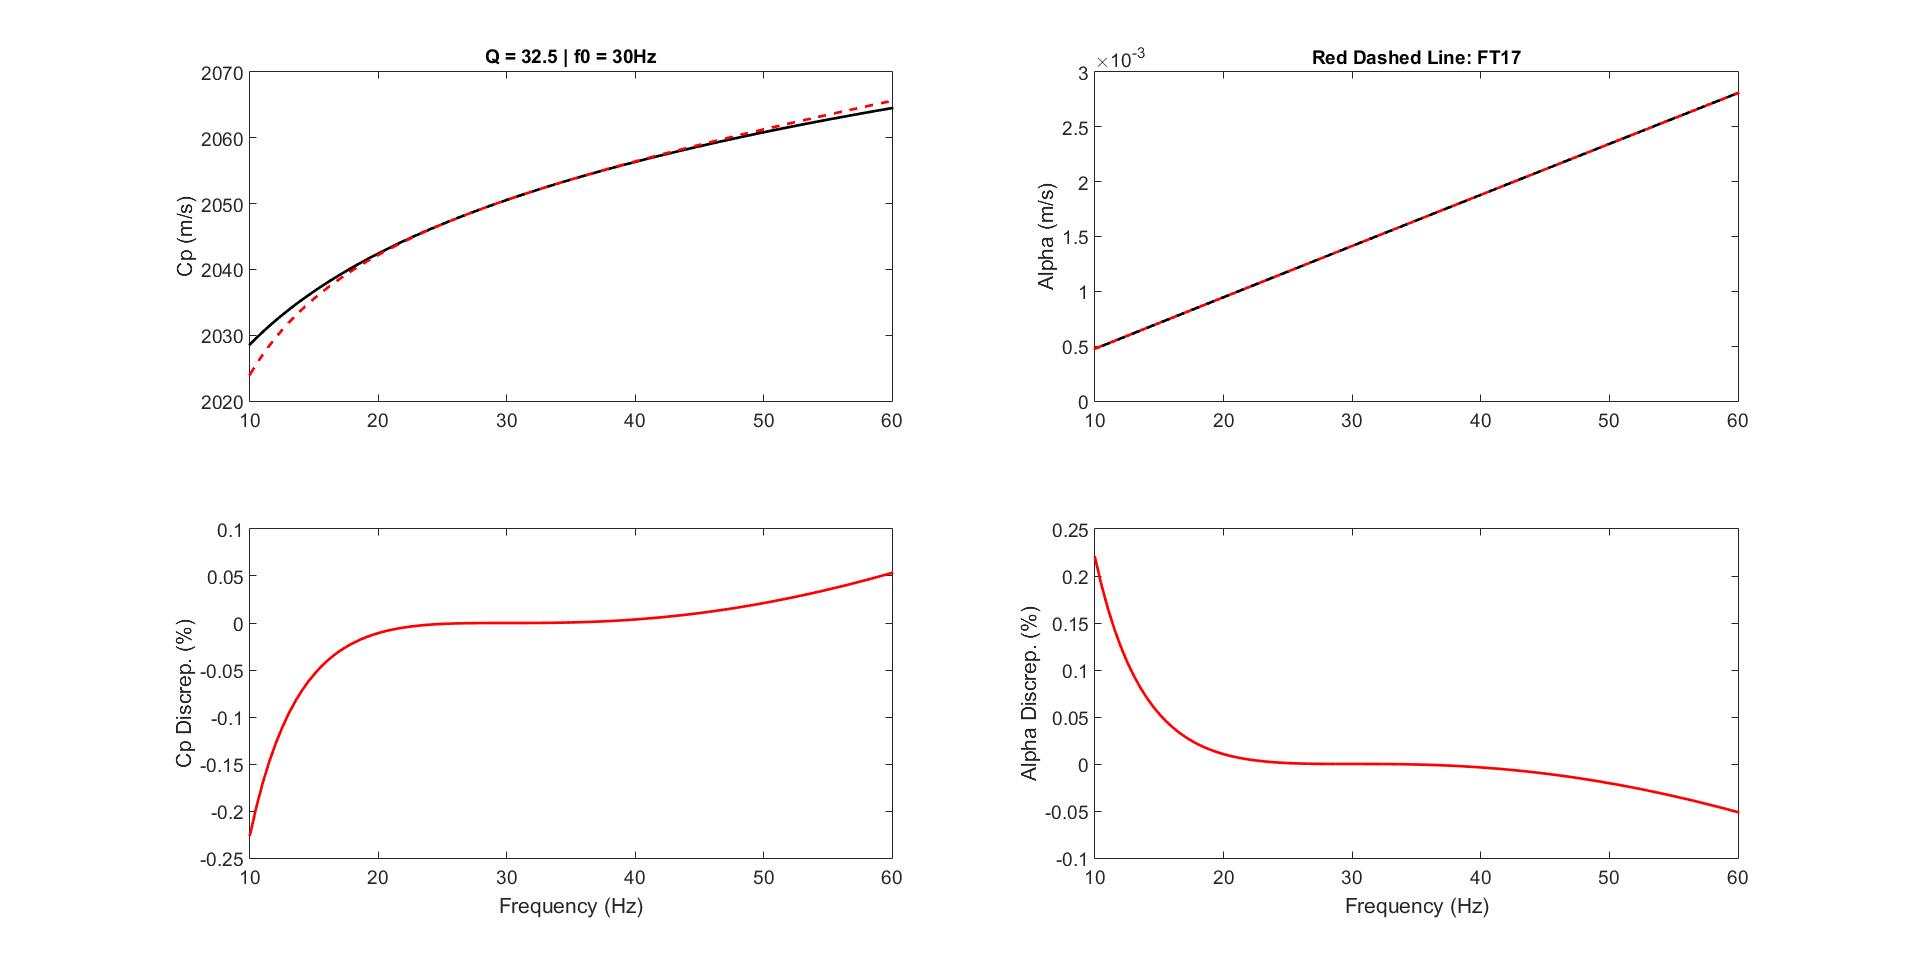 Q = 32.5 | f0 = 30Hz
2070
2060
2050
2040
2030
2020
Cp (m/s)
10 20 30 40 50 60
Red Dashed Line: FT17
×10-3
3
2.5
2
1.5
1
0.5
0
Alpha (m/s)
10 20 30 40 50 60
0.1
0.05
0
-0.05
-0.1
-0.15
-0.2
-0.25
Cp Discrep. (%)
10 20 30 40 50 60
Frequency (Hz)
0.25
0.2
0.15
0.1
0.05
0
-0.05
-0.1
Alpha Discrep. (%)
10 20 30 40 50 60
Frequency (Hz)